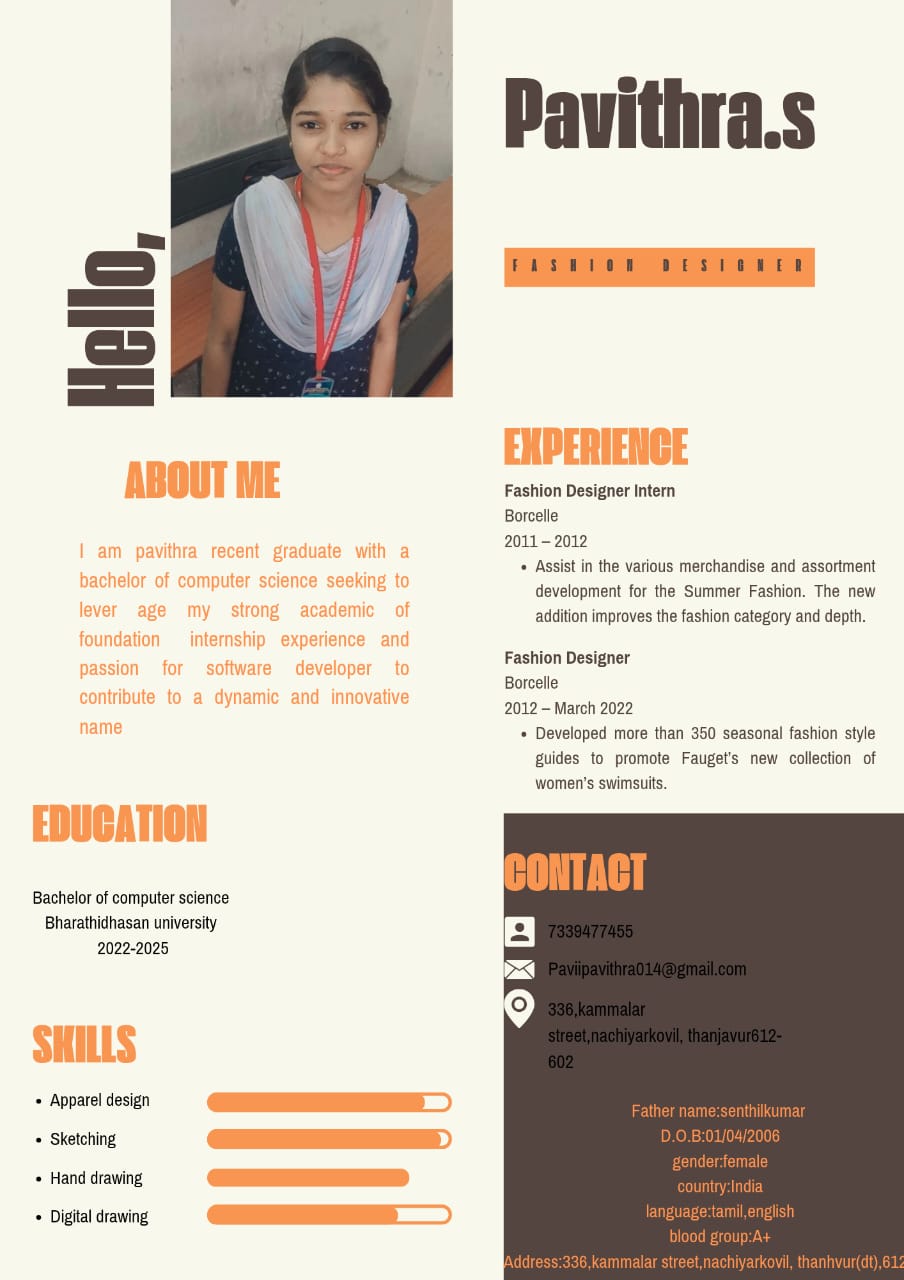 Hello,
Pavithra.s
FASHION DESIGNER
ABOUT ME
I am pavithra recent graduate with a
bachelor of computer science seeking to
lever age my strong academic of
foundation internship experience and
passion for software developer to
contribute to a dynamic and innovative
name
EDUCATION
Bachelor of computer science
Bharathidhasan university
2022-2025
SKILLS
Apparel design
Sketching
Hand drawing
Digital drawing
EXPERIENCE
Fashion Designer Intern
Borcelle
2011 – 2012
Assist in the various merchandise and assortment
development for the Summer Fashion. The new
addition improves the fashion category and depth.
Fashion Designer
Borcelle
2012 – March 2022
Developed more than 350 seasonal fashion style
guides to promote Fauget’s new collection of
women’s swimsuits.
CONTACT
7339477455
Paviipavithra014@gmail.com
336,kammalar
street,nachiyarkovil, thanjavur612-
602
Father name:senthilkumar
D.O.B:01/04/2006
gender:female
country:India
language:tamil,english
blood group:A+
Address:336,kammalar street,nachiyarkovil, thanhvur(dt),612